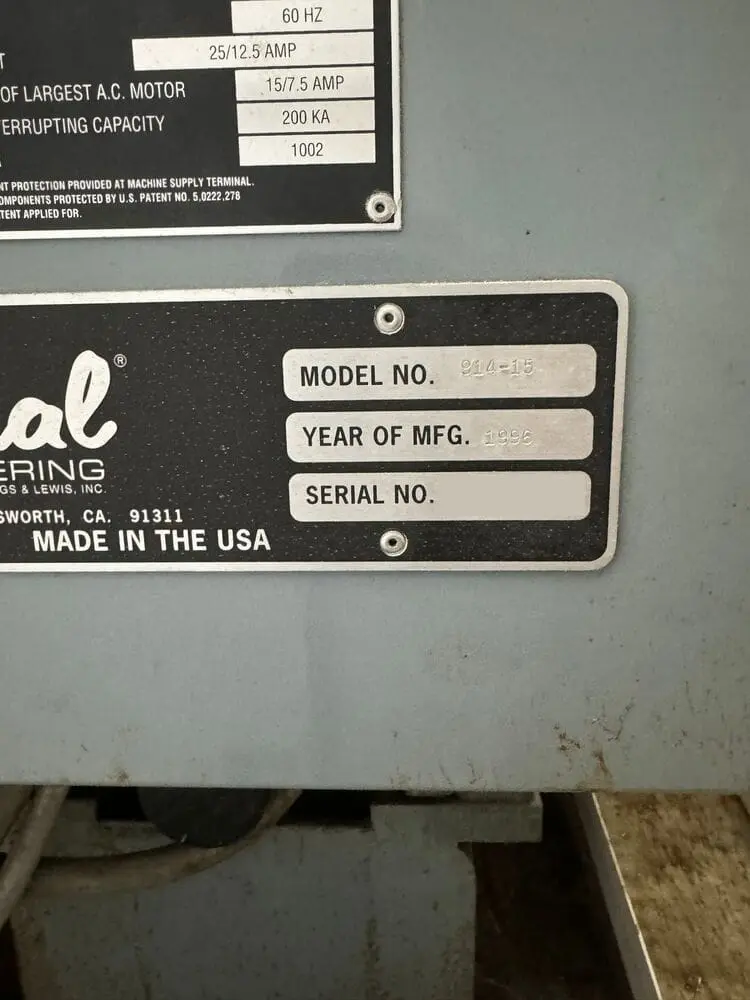 60 HZ
T 25/12.5 AMP
OF LARGEST A.C. MOTOR 15/7.5 AMP
ERRUPTING CAPACITY 200 KA
1002
NT PROTECTION PROVIDED AT MACHINE SUPPLY TERMINAL.
OMPONENTS PROTECTED BY U.S. PATENT NO. 5,0222,278
TENT APPLIED FOR.
al®
ERING
GS & LEWIS, INC.
SWORTH, CA. 91311
MADE IN THE USA
MODEL NO. 914-15
YEAR OF MFG. 1996
SERIAL NO.